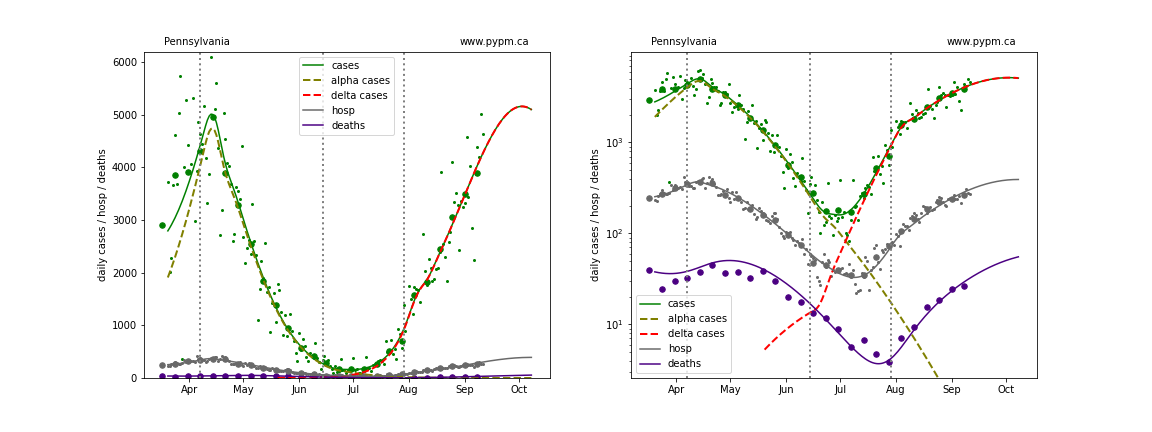 Pennsylvania
www.pypm.ca
daily cases / hosp / deaths
6000
5000
4000
3000
2000
1000
0
cases
alpha cases
delta cases
hosp
deaths
Apr May Jun Jul Aug Sep Oct
Pennsylvania
www.pypm.ca
daily cases / hosp / deaths
10³
10²
10¹
cases
alpha cases
delta cases
hosp
deaths
Apr May Jun Jul Aug Sep Oct